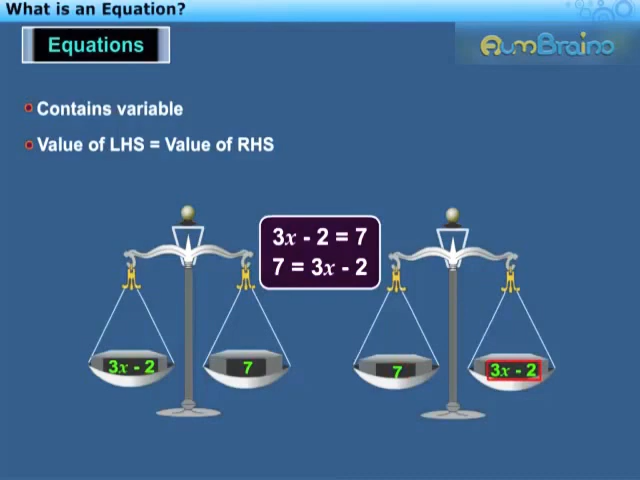 What is an Equation?
Equations
AumBraino
Contains variable
Value of LHS = Value of RHS
3x - 2 = 7
7 = 3x - 2
3x - 2
7
7
3x - 2